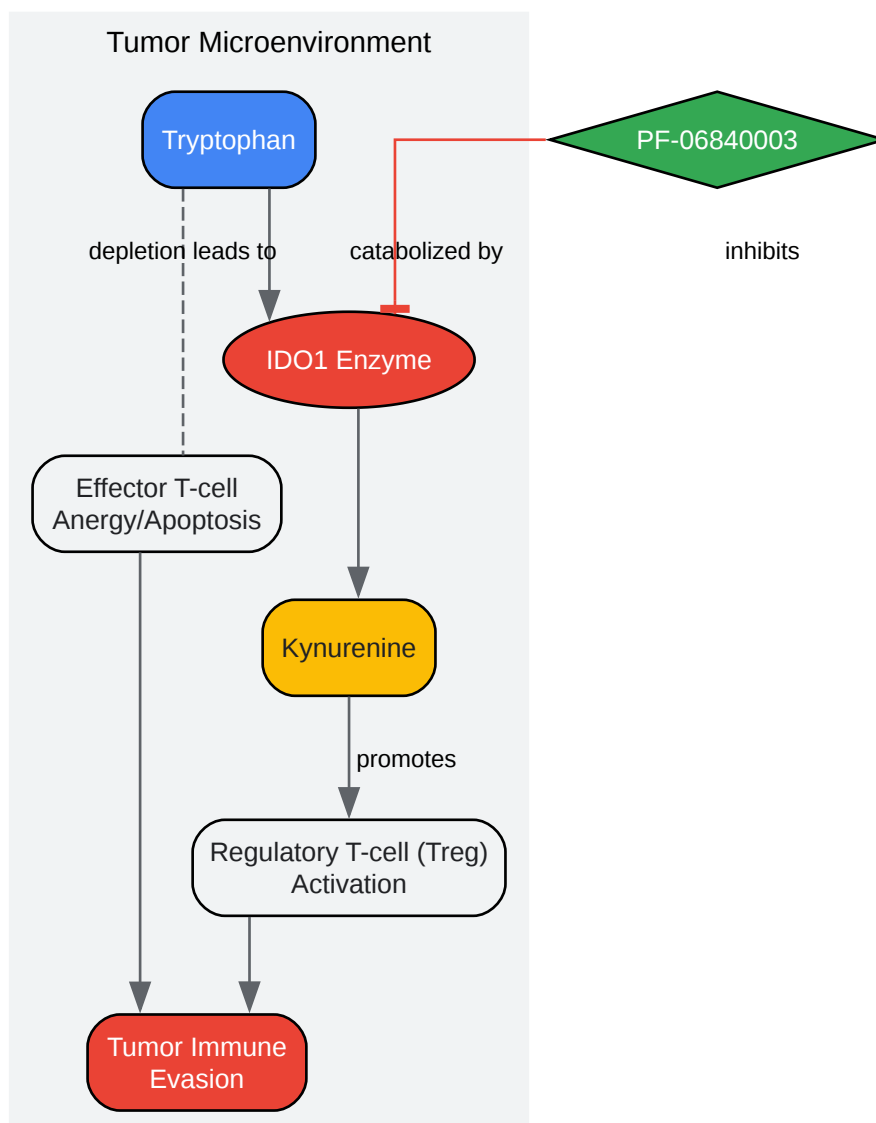 Tumor Microenvironment
Tryptophan
PF-06840003
depletion leads to
catabolized by
inhibits
IDO1 Enzyme
Effector T-cell
Anergy/Apoptosis
Kynurenine
promotes
Regulatory T-cell (Treg)
Activation
Tumor Immune
Evasion